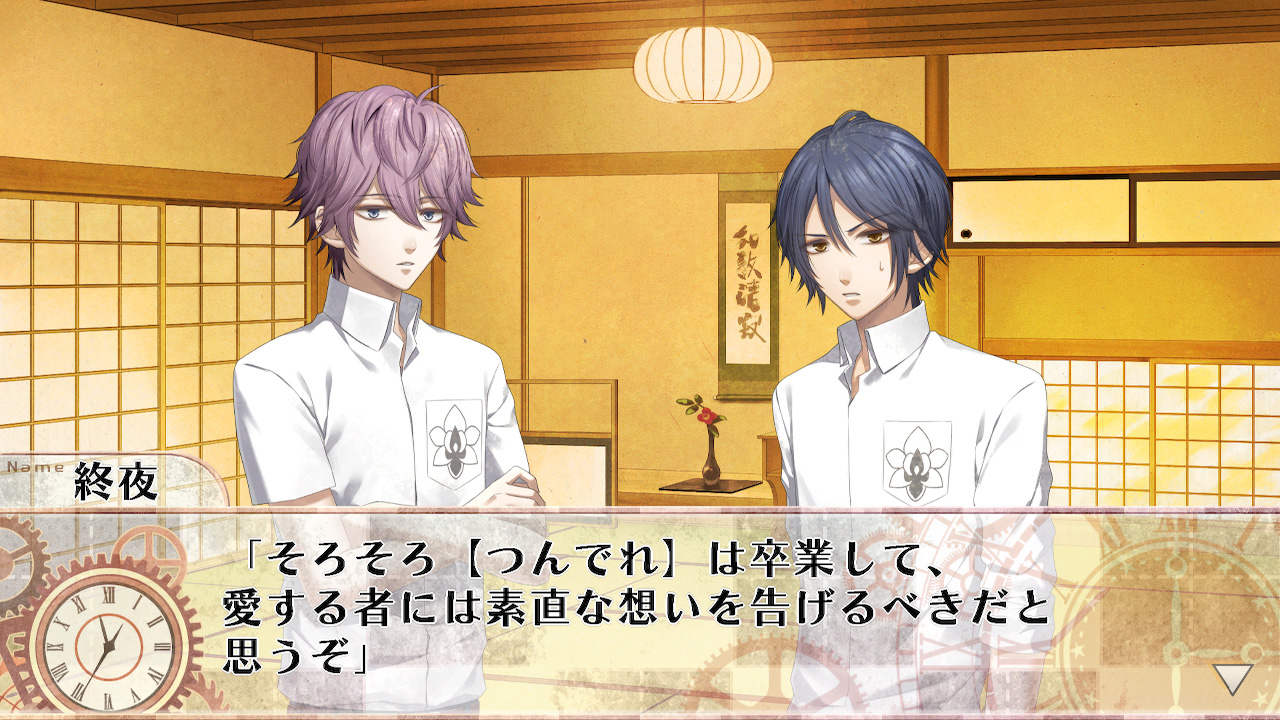 Name
終夜
「そろそろ【つんでれ】は卒業して、
愛する者には素直な想いを告げるべきだと
思うぞ」